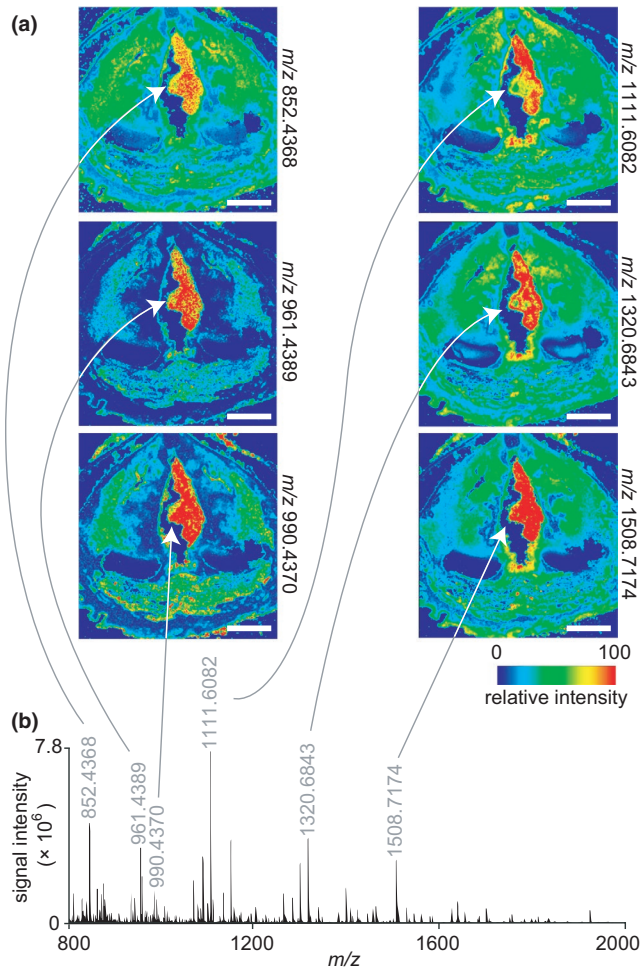 (a)
m/z 852.4368
m/z 1111.6082
m/z 961.4389
m/z 1320.6843
m/z 990.4370
m/z 1508.7174
0 100
relative intensity
(b)
7.8
signal intensity
(× 10⁶)
0
852.4368
961.4389
990.4370
1111.6082
1320.6843
1508.7174
800 1200 1600 2000
m/z